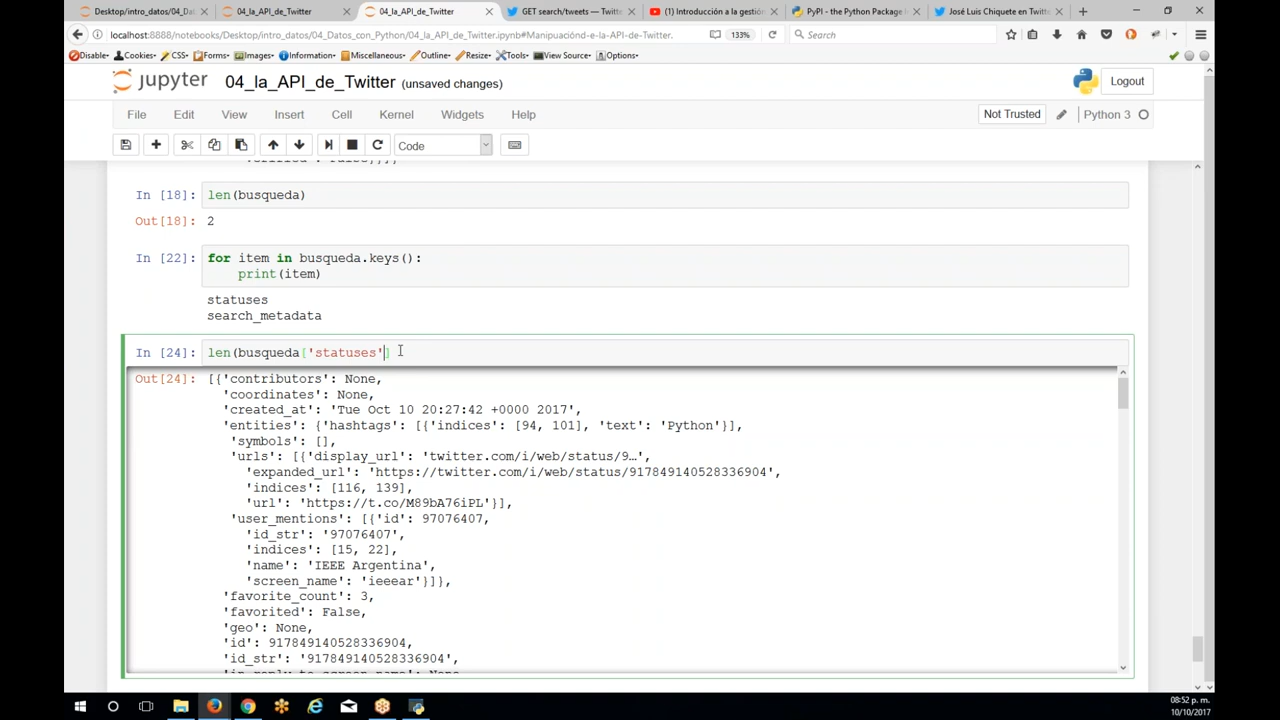 Desktop/intro_datos/04_Da
04_la_API_de_Twitter
04_la_API_de_Twitter
GET search/tweets — Twitte
(1) Introducción a la gestión
PyPI - the Python Package I
José Luis Chiquete en Twitt
localhost:8888/notebooks/Desktop/intro_datos/04_Datos_con_Python/04_la_API_de_Twitter.ipynb#Manipuaciónd-e-la-API-de-Twitter.
133%
Search
Disable Cookies CSS Forms Images Information Miscellaneous Outline Resize Tools View Source Options
jupyter 04_la_API_de_Twitter (unsaved changes)
Logout
File Edit View Insert Cell Kernel Widgets Help
Not Trusted
Python 3
Code
In [18]: len(busqueda)
Out[18]: 2
In [22]: for item in busqueda.keys():
print(item)
statuses
search_metadata
In [24]: len(busqueda['statuses']
Out[24]: [{'contributors': None,
'coordinates': None,
'created_at': 'Tue Oct 10 20:27:42 +0000 2017',
'entities': {'hashtags': [{'indices': [94, 101], 'text': 'Python'}],
'symbols': [],
'urls': [{'display_url': 'twitter.com/i/web/status/9…',
'expanded_url': 'https://twitter.com/i/web/status/917849140528336904',
'indices': [116, 139],
'url': 'https://t.co/M89bA76iPL'}],
'user_mentions': [{'id': 97076407,
'id_str': '97076407',
'indices': [15, 22],
'name': 'IEEE Argentina',
'screen_name': 'ieeear'}]},
'favorite_count': 3,
'favorited': False,
'geo': None,
'id': 917849140528336904,
'id_str': '917849140528336904',
08:52 p. m.
10/10/2017